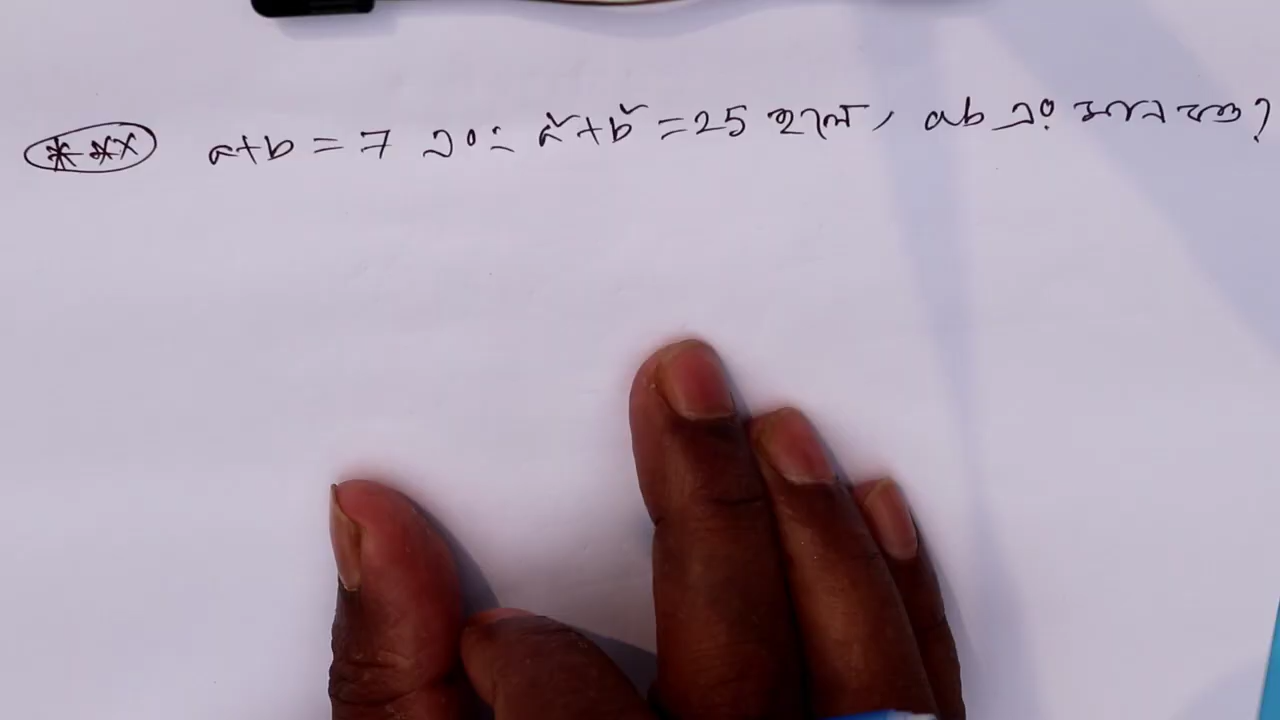 *** a+b = 7 এবং a²+b² = 25 হলে, ab এর মান কত?